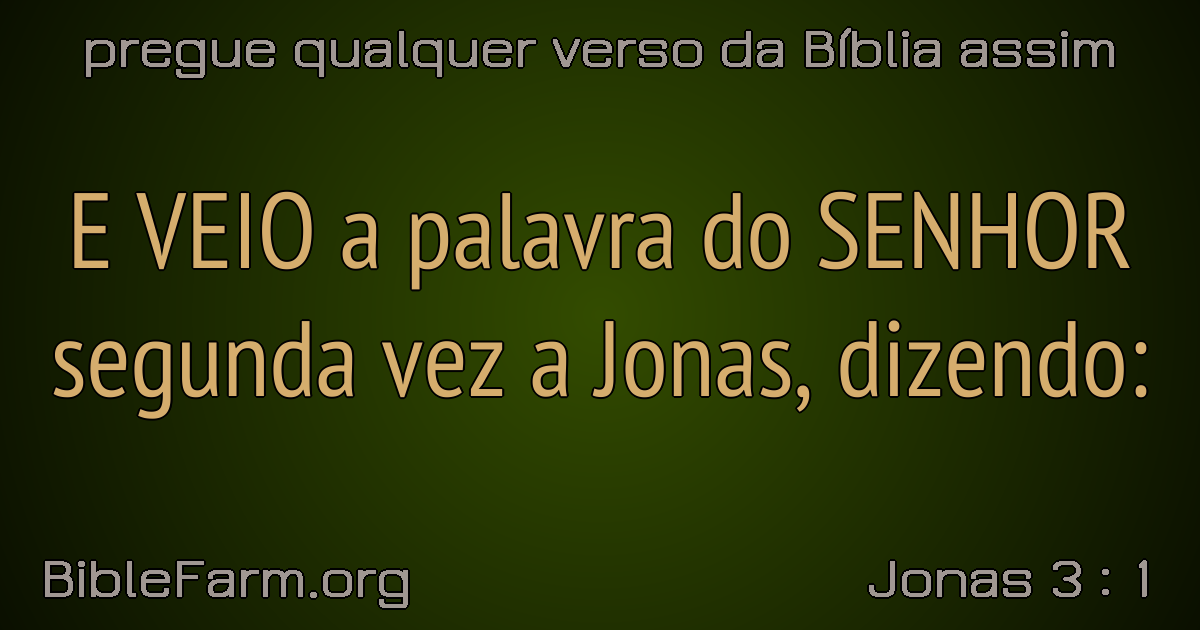 pregue qualquer verso da Bíblia assim
E VEIO a palavra do SENHOR
segunda vez a Jonas, dizendo:
BibleFarm.org
Jonas 3 : 1